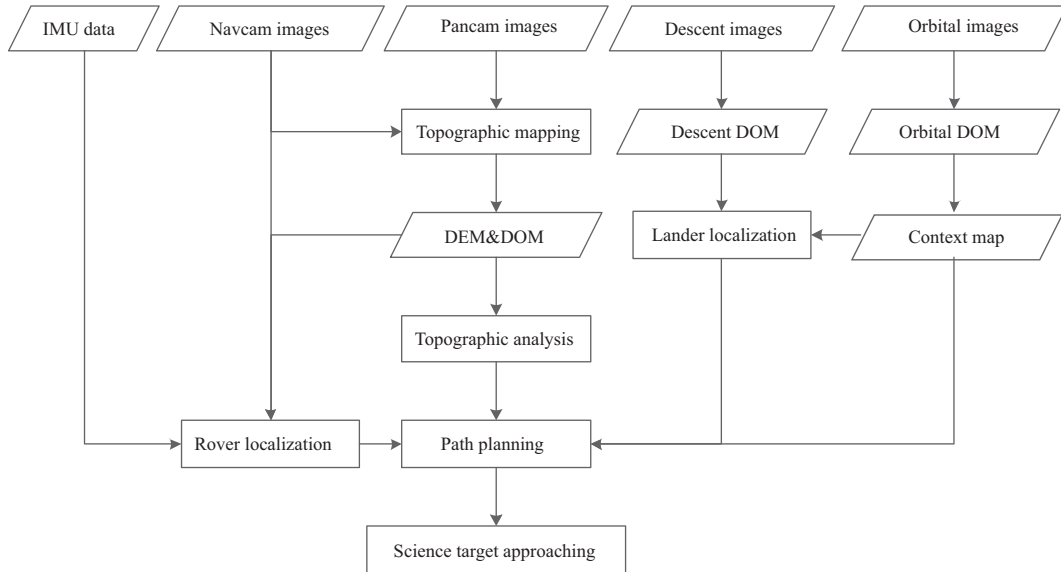 IMU data
Navcam images
Pancam images
Descent images
Orbital images
Topographic mapping
Descent DOM
Orbital DOM
DEM&DOM
Lander localization
Context map
Topographic analysis
Rover localization
Path planning
Science target approaching